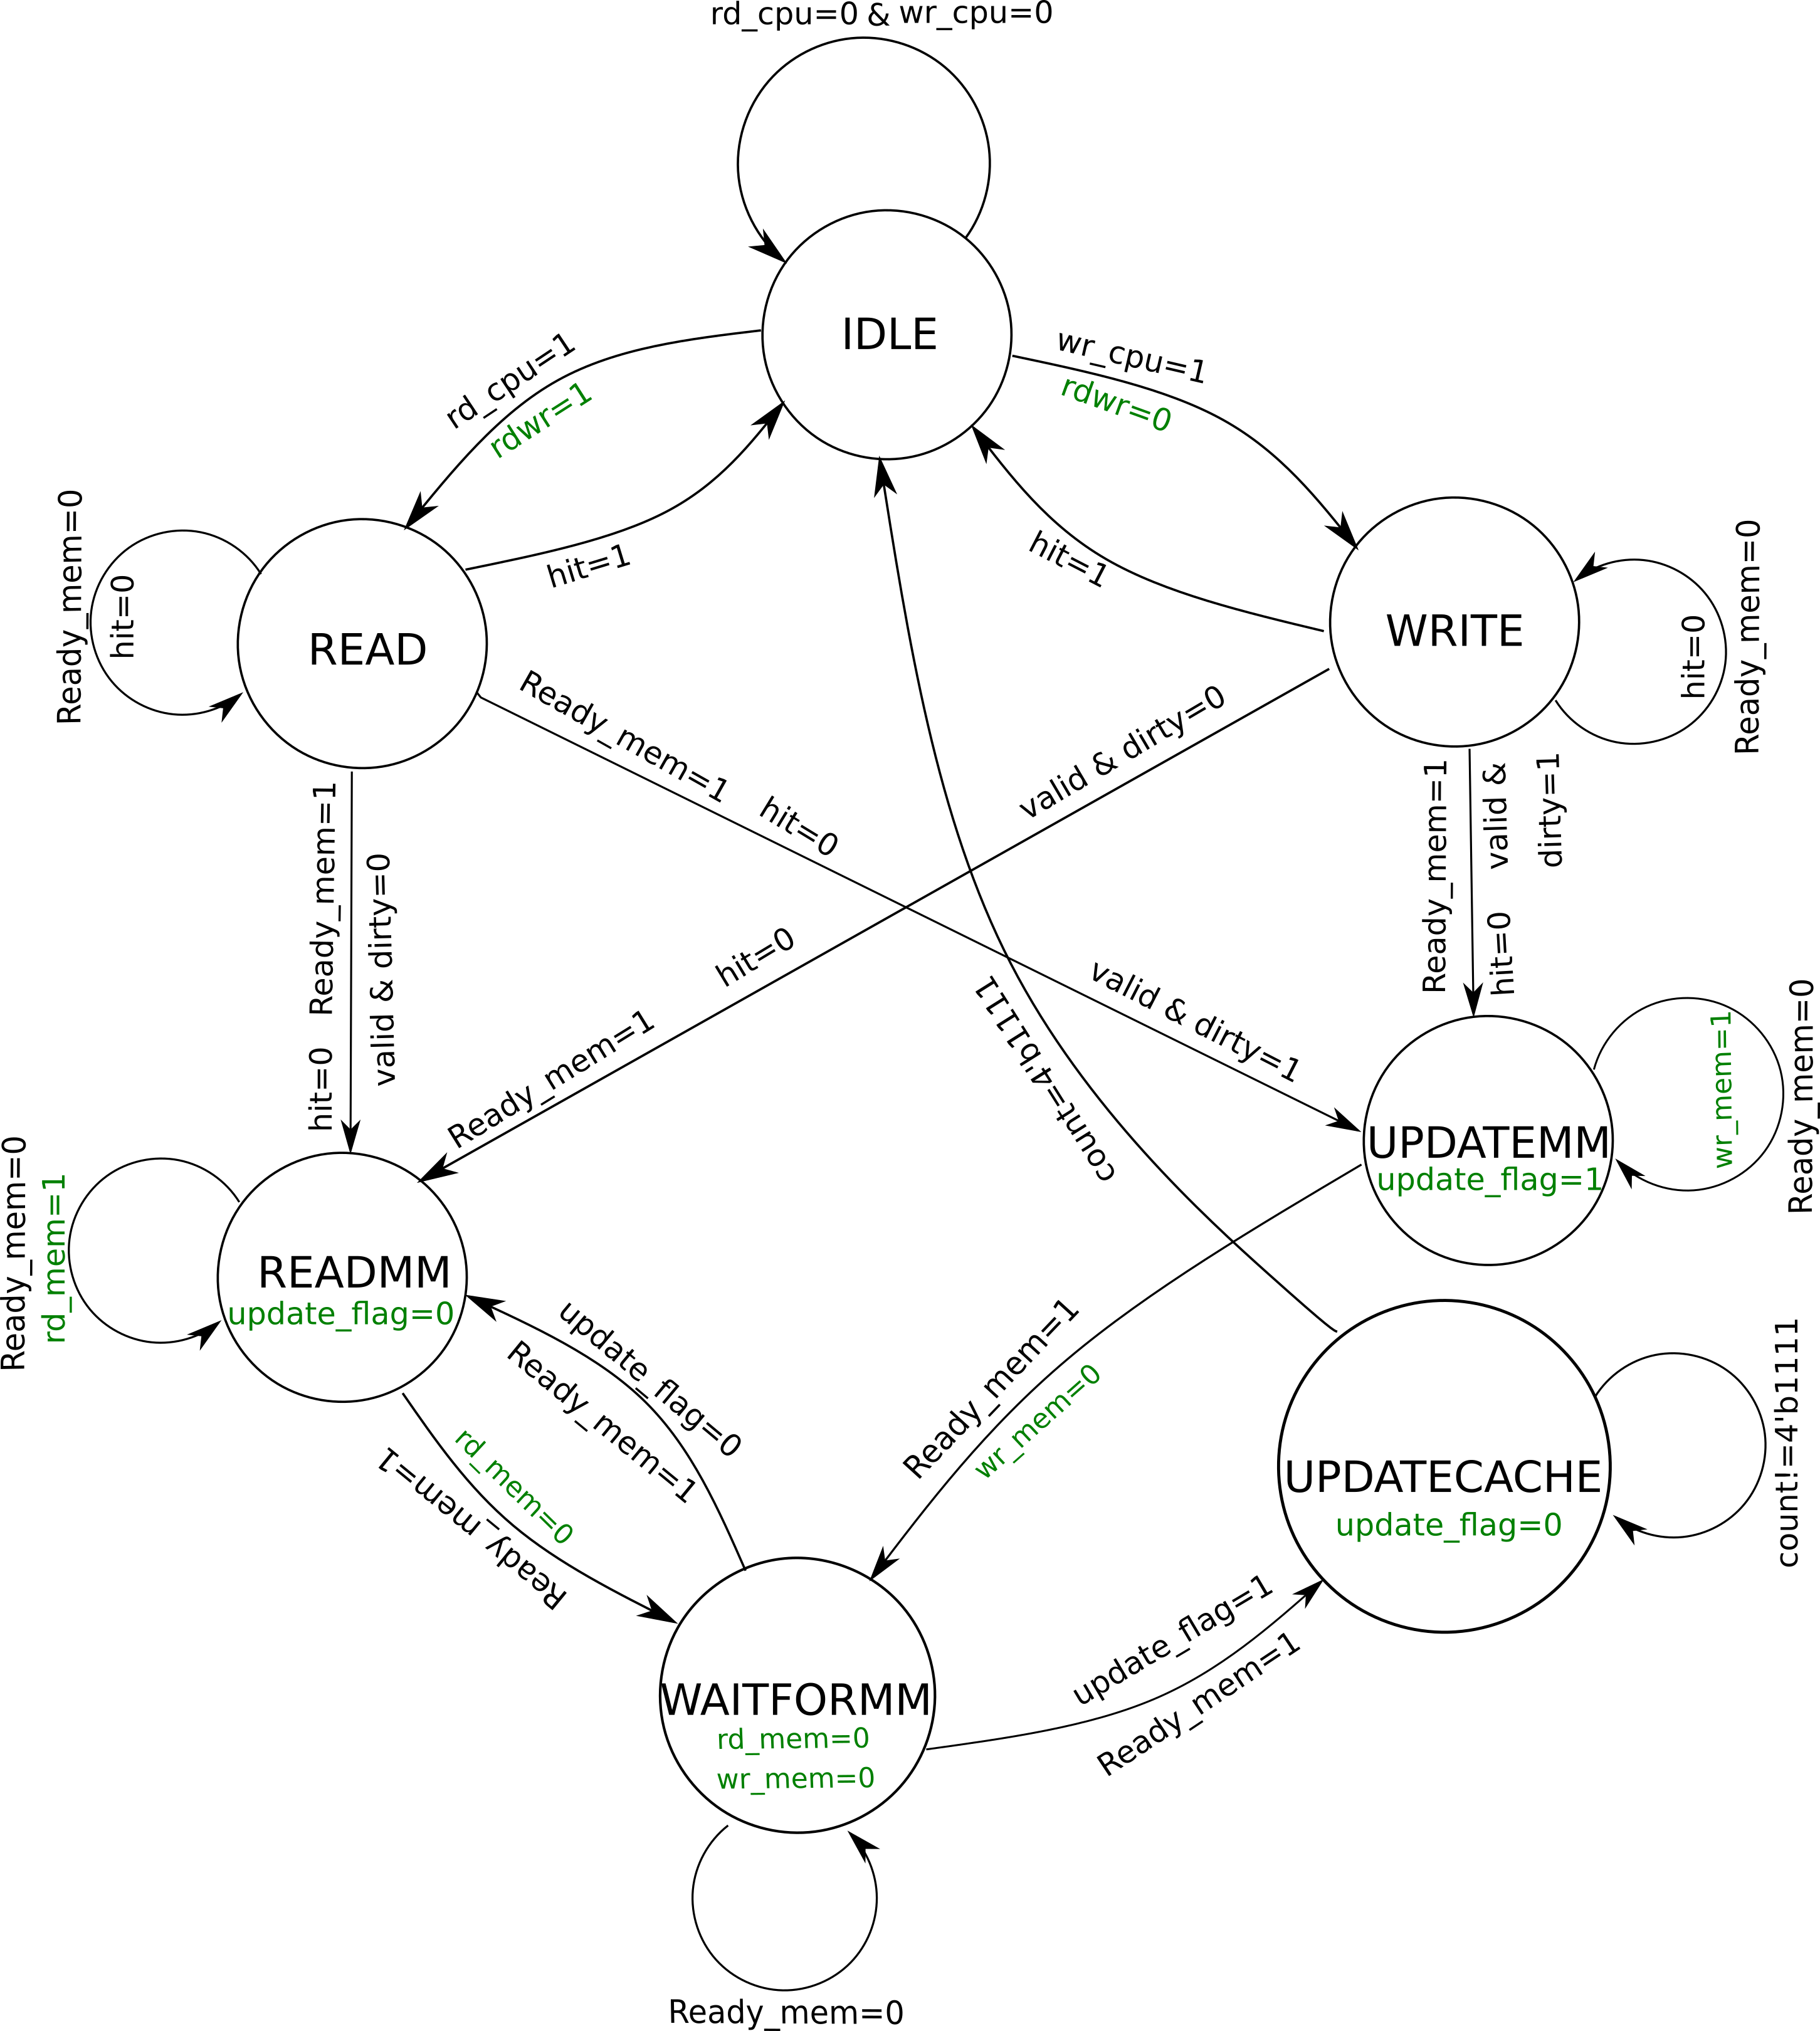 rd_cpu=0 & wr_cpu=0
IDLE
rd_cpu=1
rdwr=1
wr_cpu=1
rdwr=0
hit=1
hit=1
Ready_mem=0
hit=0
READ
WRITE
hit=0
Ready_mem=0
Ready_mem=1 hit=0
valid & dirty=1
valid & dirty=0
hit=0
Ready_mem=1
hit=0 Ready_mem=1
valid & dirty=0
Ready_mem=1
hit=0 valid &
dirty=1
count=4'b1111
UPDATEMM
update_flag=1
wr_mem=1
Ready_mem=0
Ready_mem=0
rd_mem=1
READMM
update_flag=0
update_flag=0
Ready_mem=1
rd_mem=0
Ready_mem=1
Ready_mem=1
wr_mem=0
UPDATECACHE
update_flag=0
count!=4'b1111
update_flag=1
Ready_mem=1
WAITFORMM
rd_mem=0
wr_mem=0
Ready_mem=0